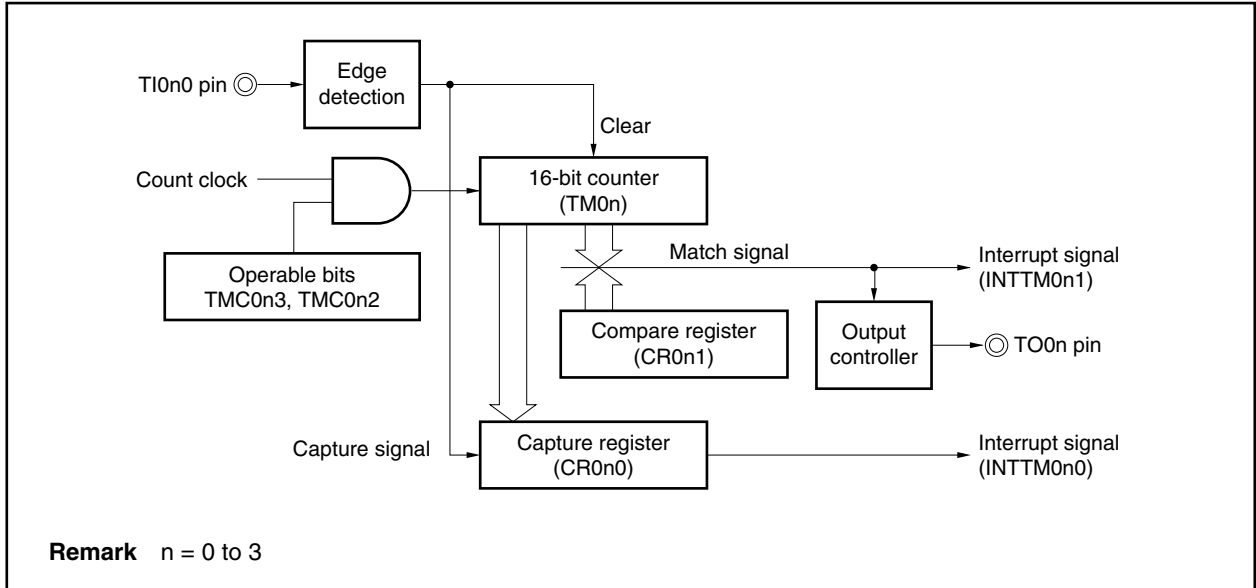 TI0n0 pin
Edge
detection
Clear
Count clock
16-bit counter
(TM0n)
Operable bits
TMC0n3, TMC0n2
Match signal
Interrupt signal
(INTTM0n1)
Compare register
(CR0n1)
Output
controller
TO0n pin
Capture signal
Capture register
(CR0n0)
Interrupt signal
(INTTM0n0)
Remark n = 0 to 3